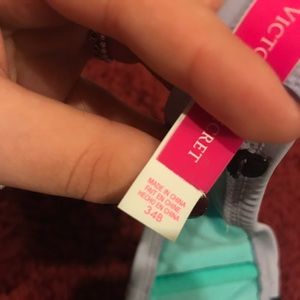 VICTO
CRET
MADE IN CHINA
FAIT EN CHINE
HECHO EN CHINA
34B